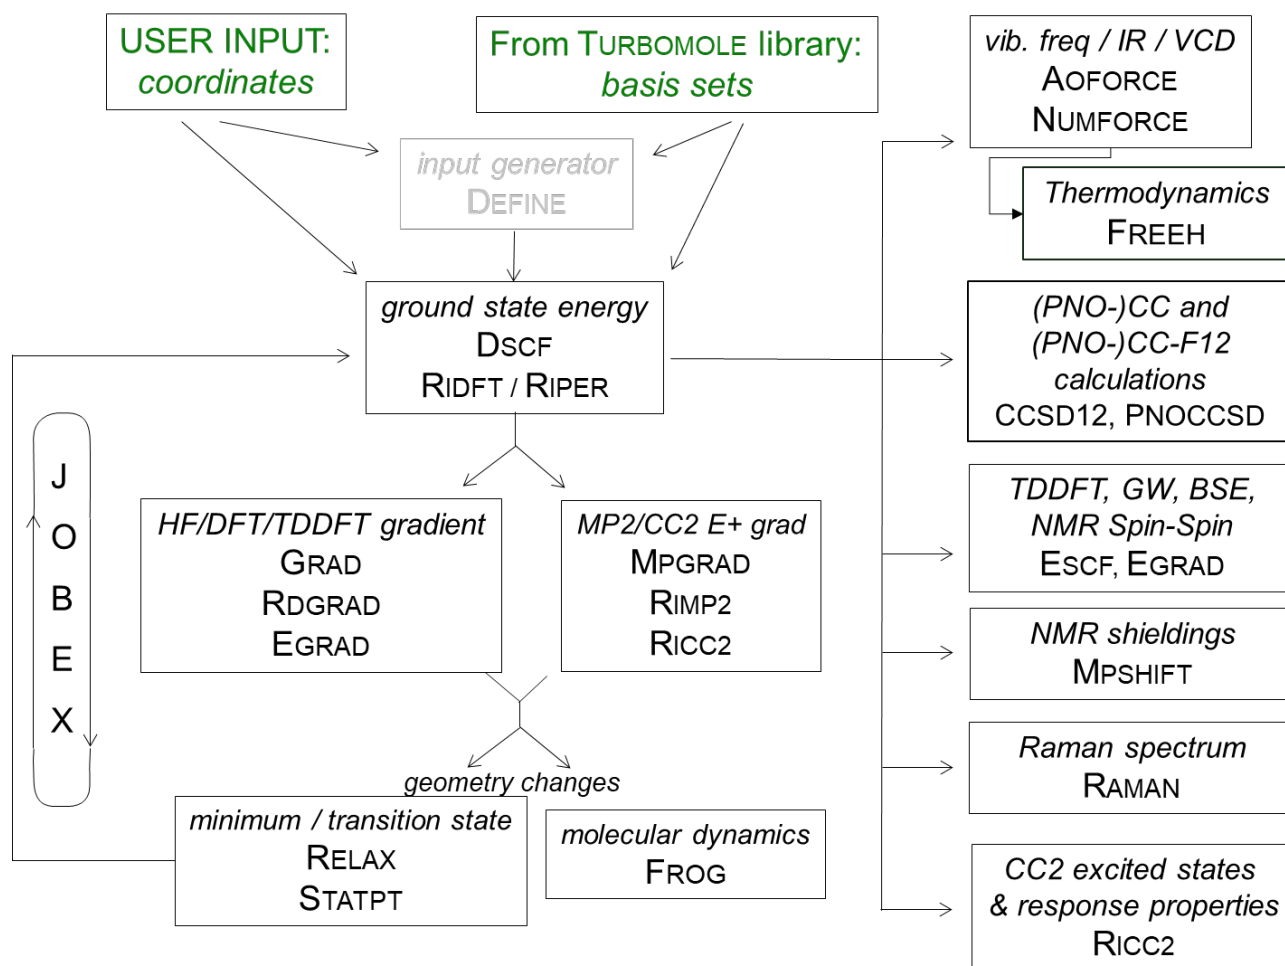 USER INPUT:
coordinates
From TURBOMOLE library:
basis sets
input generator
DEFINE
ground state energy
DSCF
RIDFT / RIPER
J
O
B
E
X
HF/DFT/TDDFT gradient
GRAD
RDGRAD
EGRAD
MP2/CC2 E+ grad
MPGRAD
RIMP2
RICC2
geometry changes
minimum / transition state
RELAX
STATPT
molecular dynamics
FROG
vib. freq / IR / VCD
AOFORCE
NUMFORCE
Thermodynamics
FREEH
(PNO-)CC and
(PNO-)CC-F12
calculations
CCSD12, PNOCCSD
TDDFT, GW, BSE,
NMR Spin-Spin
ESCF, EGRAD
NMR shieldings
MPSHIFT
Raman spectrum
RAMAN
CC2 excited states
& response properties
RICC2